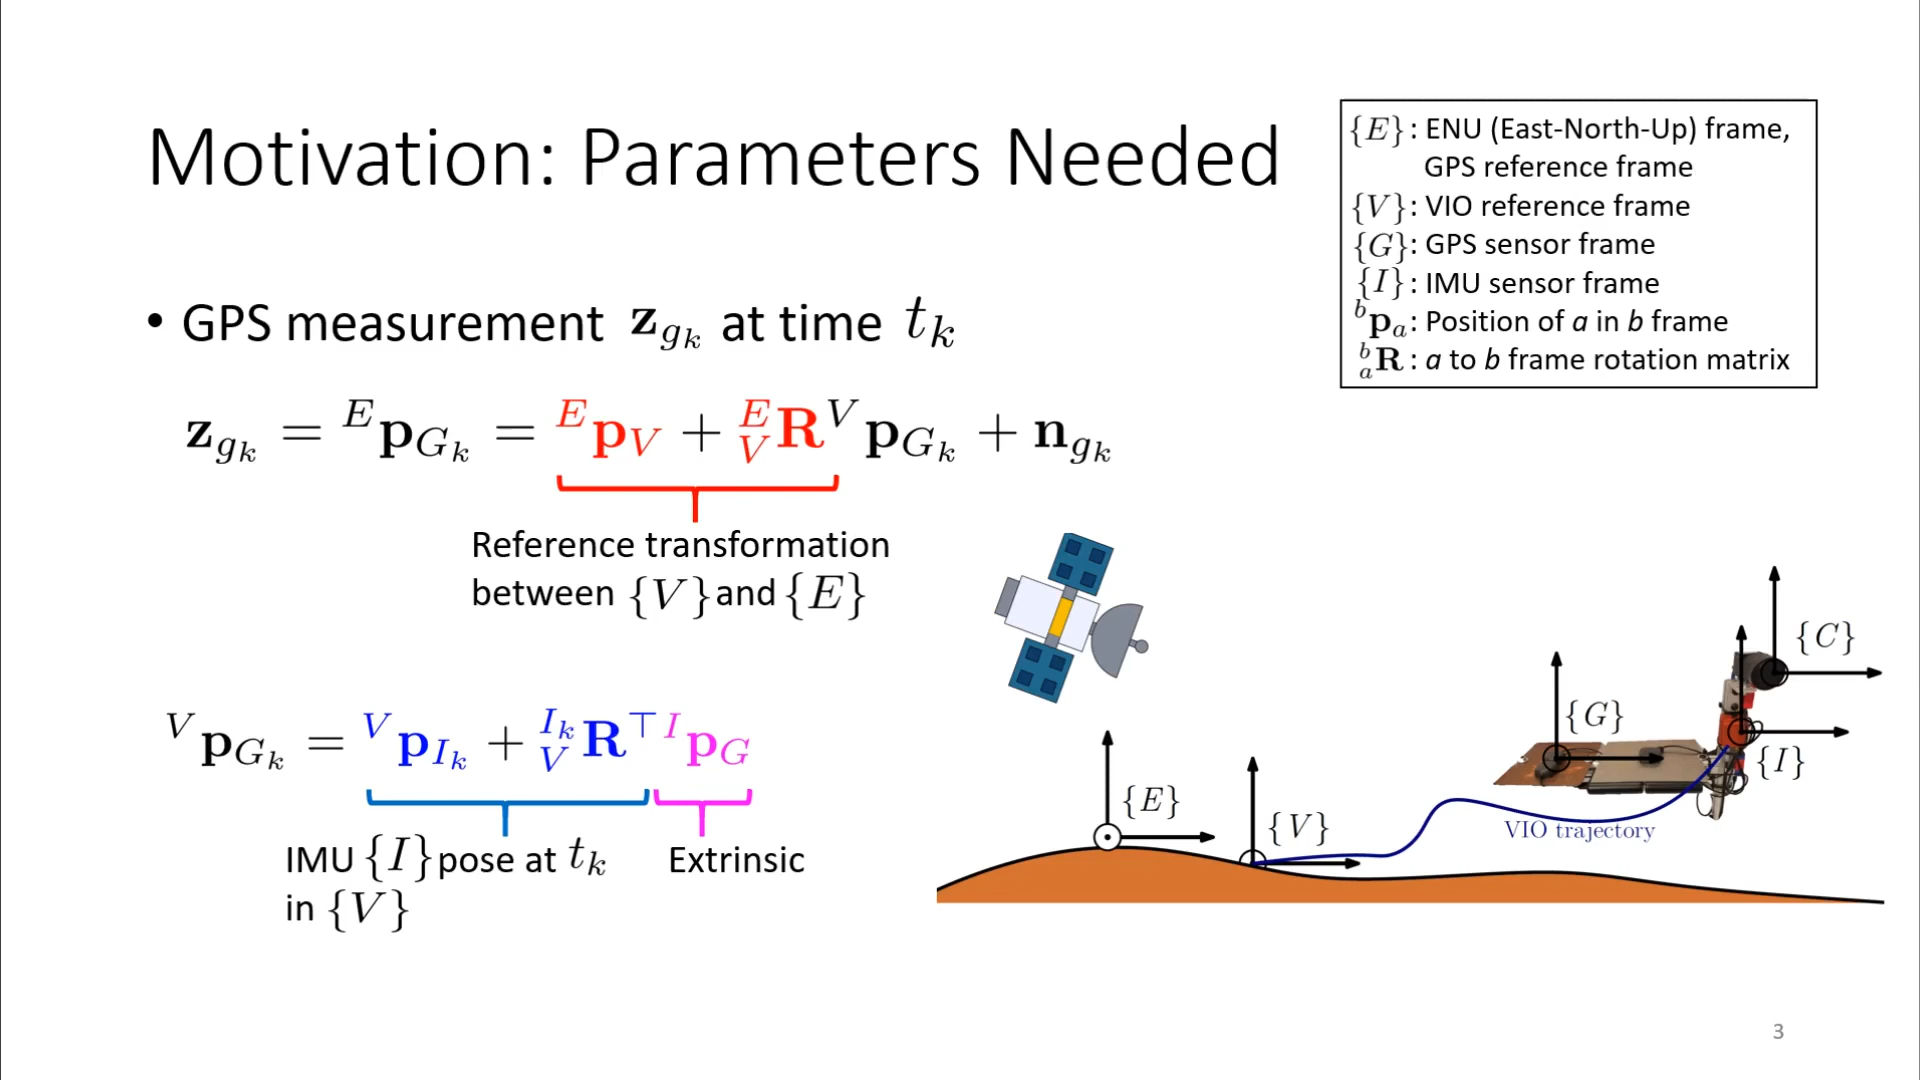 Motivation: Parameters Needed
{E}: ENU (East-North-Up) frame,
GPS reference frame
{V}: VIO reference frame
{G}: GPS sensor frame
{I}: IMU sensor frame
^b p_a: Position of a in b frame
^b_a R: a to b frame rotation matrix
• GPS measurement z_{g_k} at time t_k
z_{g_k} = ^E p_{G_k} = ^E p_V + ^E_V R ^V p_{G_k} + n_{g_k}
Reference transformation
between {V} and {E}
^V p_{G_k} = ^V p_{I_k} + ^{I_k}_V R^⊤ ^I p_G
IMU {I} pose at t_k
in {V}
Extrinsic
{C}
{G}
{I}
{E}
{V}
VIO trajectory
3